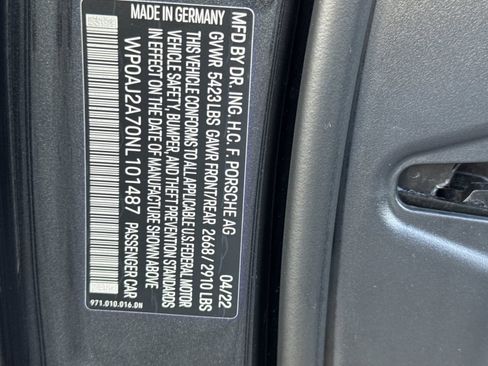 MADE IN GERMANY
MFD BY DR. ING. H.C. F. PORSCHE AG 04/22
GVWR 5423 LBS GAWR FRONT/REAR 2668 / 2910 LBS
THIS VEHICLE CONFORMS TO ALL APPLICABLE U.S. FEDERAL MOTOR
VEHICLE SAFETY, BUMPER, AND THEFT PREVENTION STANDARDS
IN EFFECT ON THE DATE OF MANUFACTURE SHOWN ABOVE
WP0AJ2A70NL101487 PASSENGER CAR
971.010.016.DN